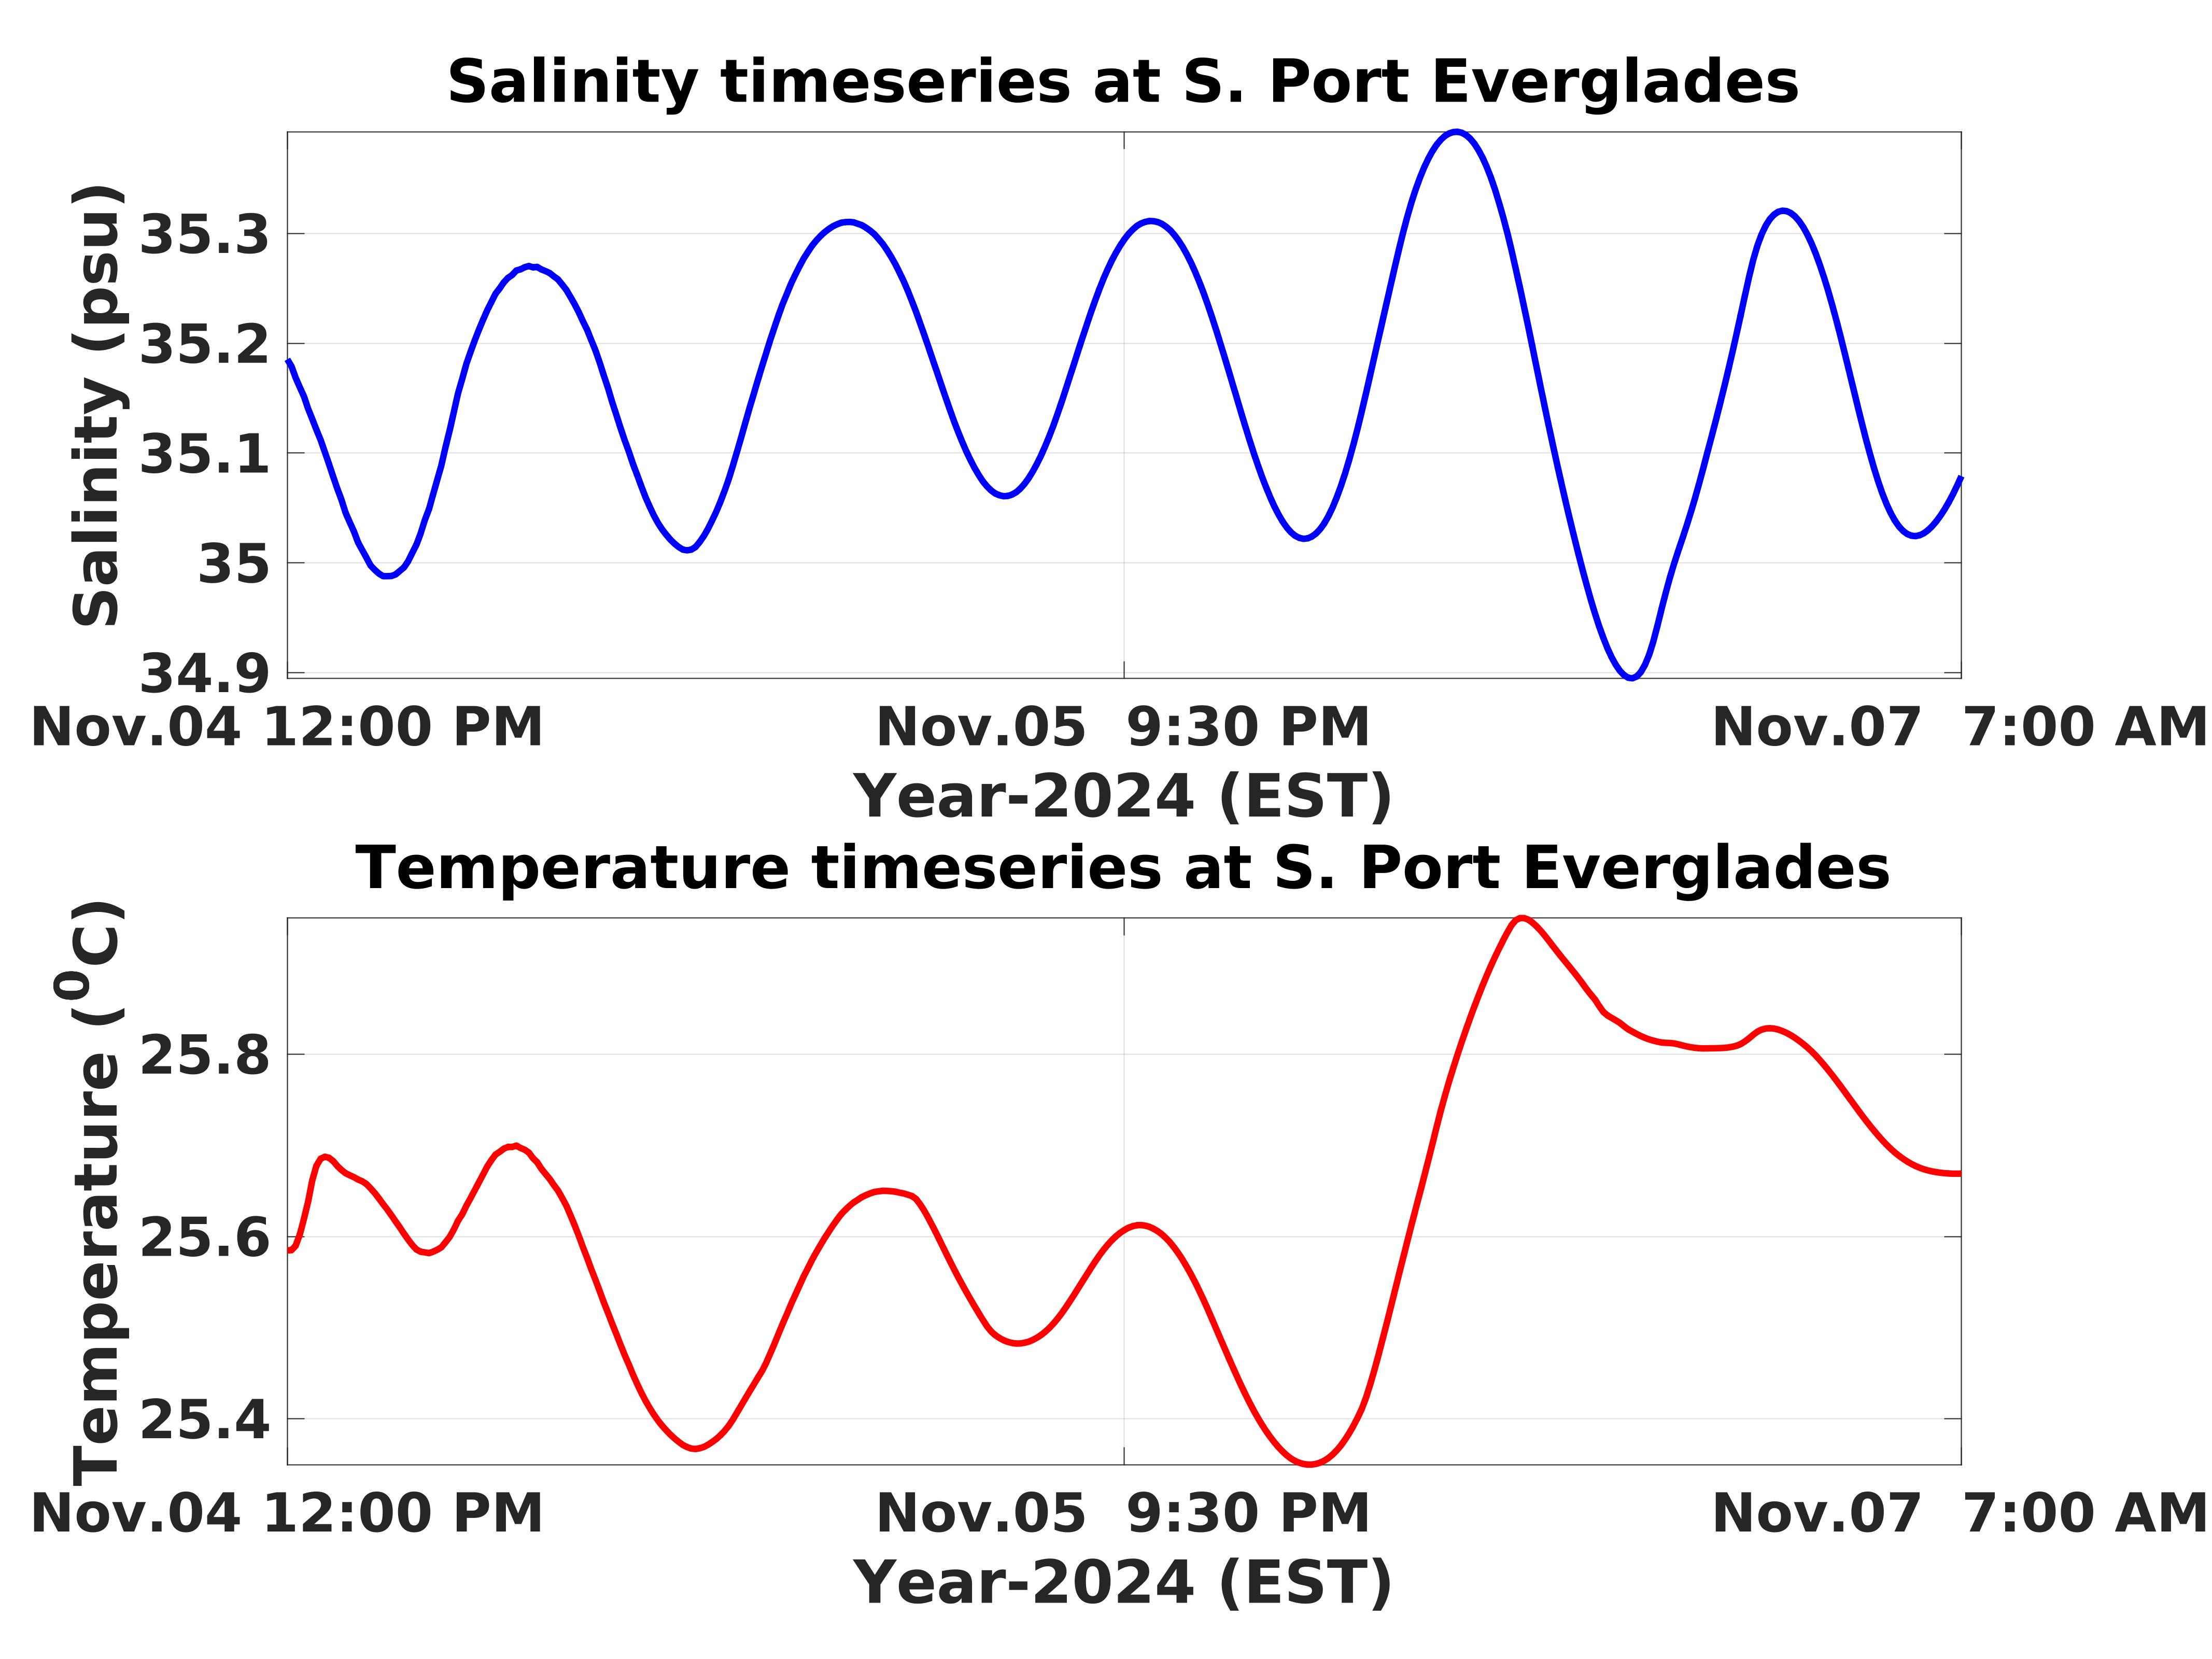 Salinity timeseries at S. Port Everglades
Salinity (psu)
35.3
35.2
35.1
35
34.9
Nov.04 12:00 PM Nov.05  9:30 PM Nov.07  7:00 AM
Year-2024 (EST)
Temperature timeseries at S. Port Everglades
Temperature (⁰C)
25.8
25.6
25.4
Nov.04 12:00 PM Nov.05  9:30 PM Nov.07  7:00 AM
Year-2024 (EST)